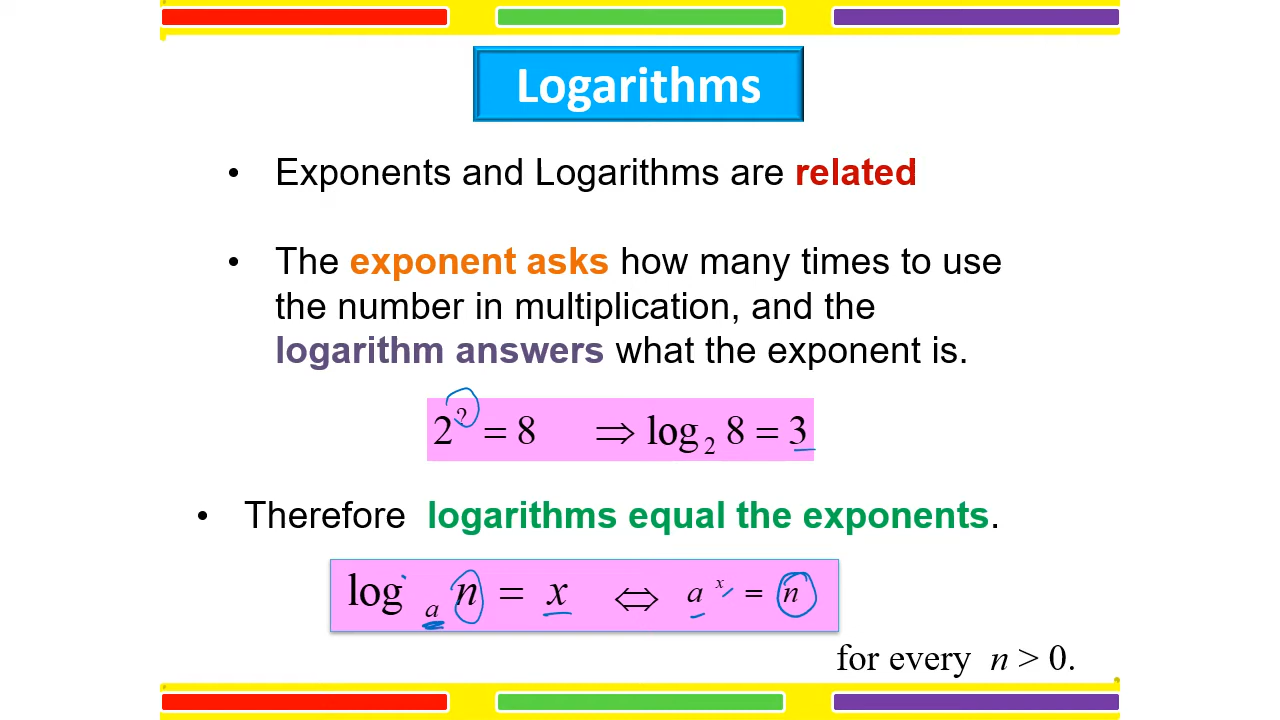 Logarithms
• Exponents and Logarithms are related
• The exponent asks how many times to use
the number in multiplication, and the
logarithm answers what the exponent is.
2^? = 8 ⇒ log₂ 8 = 3
• Therefore logarithms equal the exponents.
logₐ n = x ⇔ a^x = n
for every n > 0.